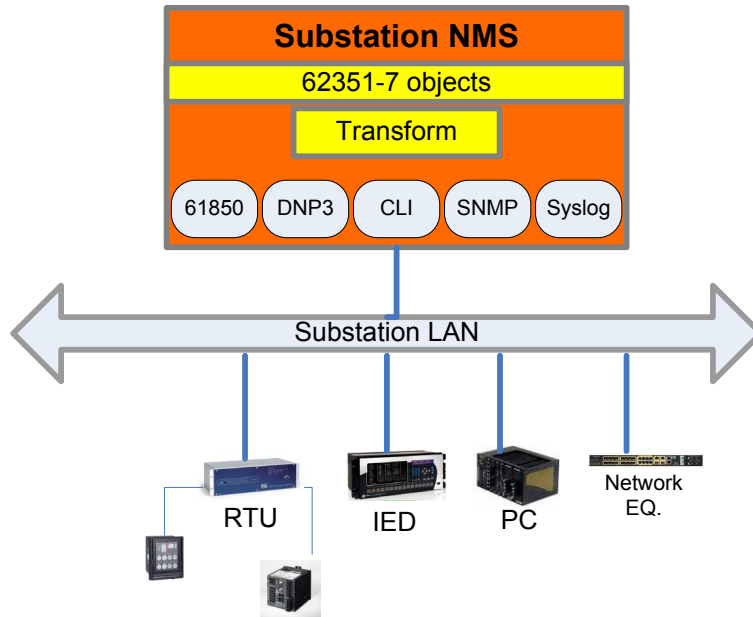 Substation NMS
62351-7 objects
Transform
61850 DNP3 CLI SNMP Syslog
Substation LAN
RTU IED PC Network
EQ.